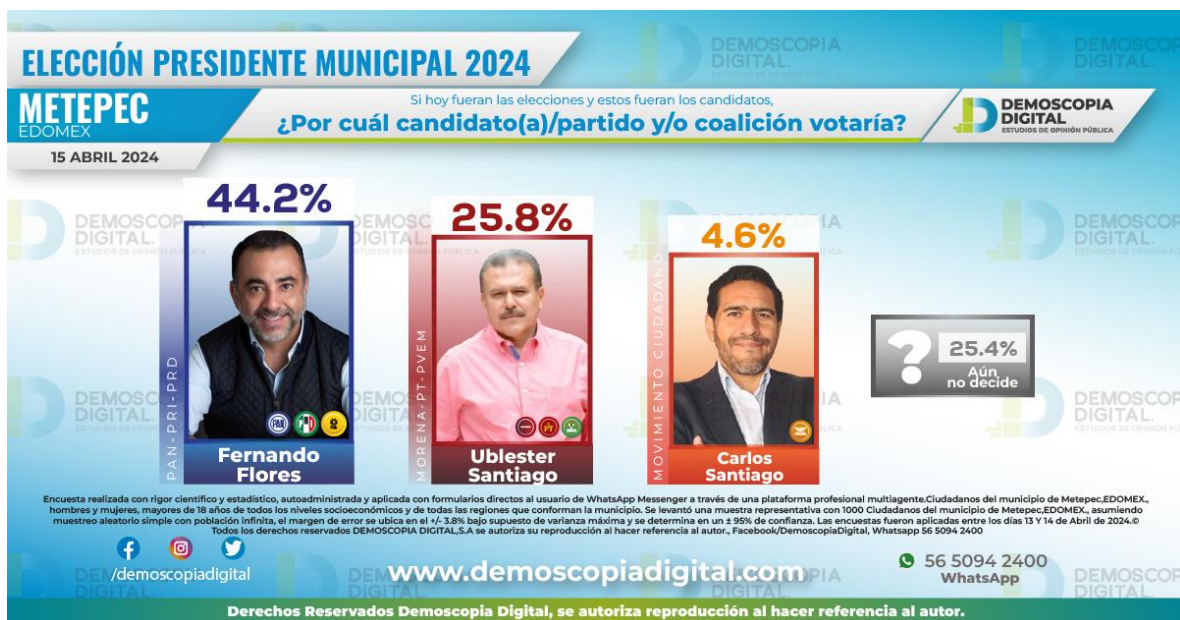 ELECCIÓN PRESIDENTE MUNICIPAL 2024
METEPEC
EDOMEX
15 ABRIL 2024
Si hoy fueran las elecciones y estos fueran los candidatos,
¿Por cuál candidato(a)/partido y/o coalición votaría?
DEMOSCOPIA
DIGITAL
ESTUDIOS DE OPINIÓN PÚBLICA
44.2%
PAN-PRI-PRD
PAN
PRI
Fernando
Flores
25.8%
MORENA-PT-PVEM
PT
Ublester
Santiago
4.6%
MOVIMIENTO CIUDADANO
Carlos
Santiago
?
25.4%
Aún
no decide
Encuesta realizada con rigor científico y estadístico, autoadministrada y aplicada con formularios directos al usuario de WhatsApp Messenger a través de una plataforma profesional multiagente.Ciudadanos del municipio de Metepec,EDOMEX.,
hombres y mujeres, mayores de 18 años de todos los niveles socioeconómicos y de todas las regiones que conforman la municipio. Se levantó una muestra representativa con 1000 Ciudadanos del municipio de Metepec,EDOMEX., asumiendo
muestreo aleatorio simple con población infinita, el margen de error se ubica en el +/- 3.8% bajo supuesto de varianza máxima y se determina en un ± 95% de confianza. Las encuestas fueron aplicadas entre los días 13 Y 14 de Abril de 2024.©
Todos los derechos reservados DEMOSCOPIA DIGITAL,S.A se autoriza su reproducción al hacer referencia al autor., Facebook/DemoscopiaDigital, Whatsapp 56 5094 2400
/demoscopiadigital
www.demoscopiadigital.com
56 5094 2400
WhatsApp
Derechos Reservados Demoscopia Digital, se autoriza reproducción al hacer referencia al autor.